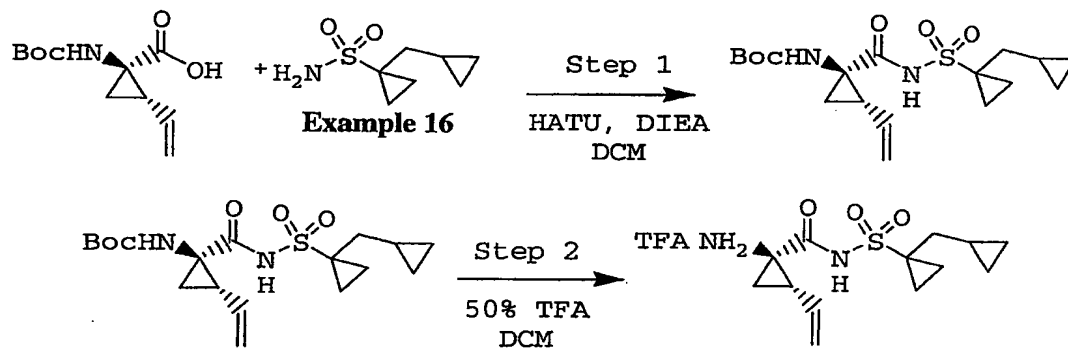 BocHN O OH
+ H2N S O O
Example 16
Step 1
HATU, DIEA
DCM
BocHN O N H S O O
BocHN O N H S O O
Step 2
50% TFA
DCM
TFA NH2 O N H S O O